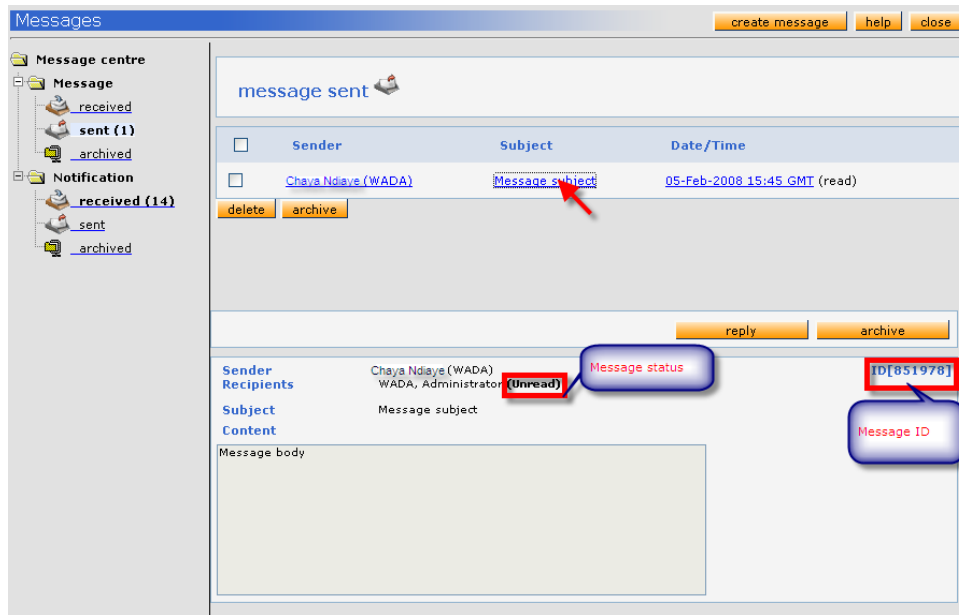 Messages
create message help close
Message centre
Message
received
sent (1)
archived
Notification
received (14)
sent
archived
message sent
Sender Subject Date/Time
Chaya Ndiaye (WADA) Message subject 05-Feb-2008 15:45 GMT (read)
delete archive
reply archive
Sender Chaya Ndiaye (WADA)
Recipients WADA, Administrator (Unread)
Message status
ID[851978]
Message ID
Subject Message subject
Content
Message body